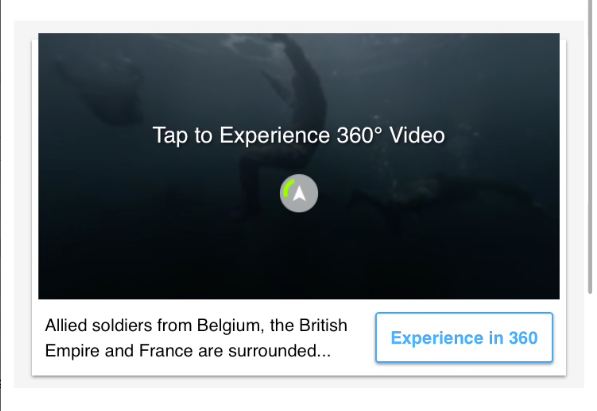 Tap to Experience 360° Video
Allied soldiers from Belgium, the British
Empire and France are surrounded...
Experience in 360